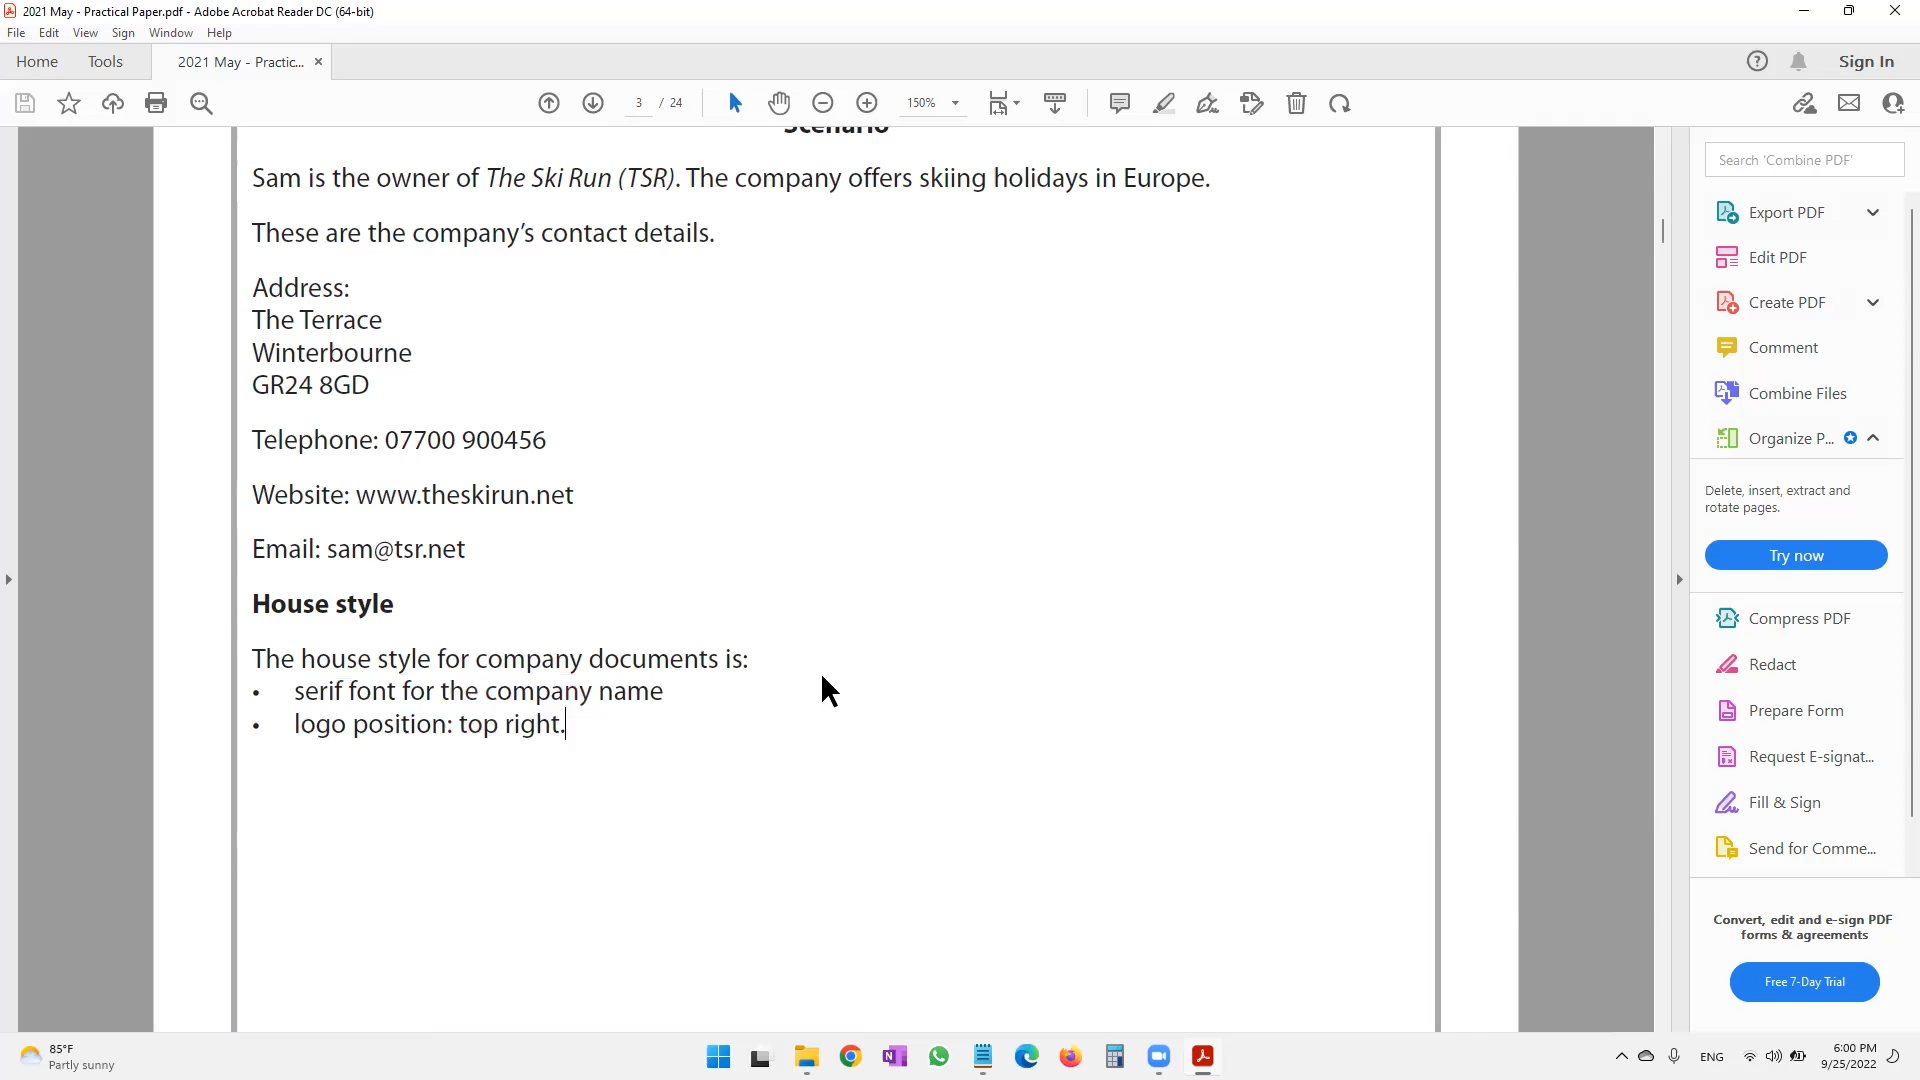 2021 May - Practical Paper.pdf - Adobe Acrobat Reader DC (64-bit)
File Edit View Sign Window Help
Home Tools 2021 May - Practic... × Sign In
3 / 24 150%
Scenario
Sam is the owner of The Ski Run (TSR). The company offers skiing holidays in Europe.
These are the company’s contact details.
Address:
The Terrace
Winterbourne
GR24 8GD
Telephone: 07700 900456
Website: www.theskirun.net
Email: sam@tsr.net
House style
The house style for company documents is:
• serif font for the company name
• logo position: top right.
Search 'Combine PDF'
Export PDF
Edit PDF
Create PDF
Comment
Combine Files
Organize P...
Delete, insert, extract and
rotate pages.
Try now
Compress PDF
Redact
Prepare Form
Request E-signat...
Fill & Sign
Send for Comme...
Convert, edit and e-sign PDF
forms & agreements
Free 7-Day Trial
85°F
Partly sunny
ENG
6:00 PM
9/25/2022